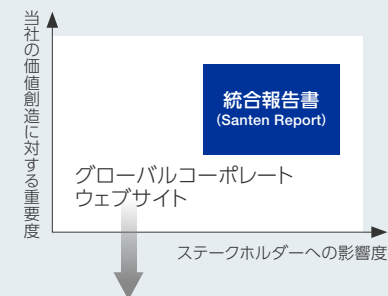 当社の価値創造に対する重要度
統合報告書
(Santen Report)
グローバルコーポレート
ウェブサイト
ステークホルダーへの影響度